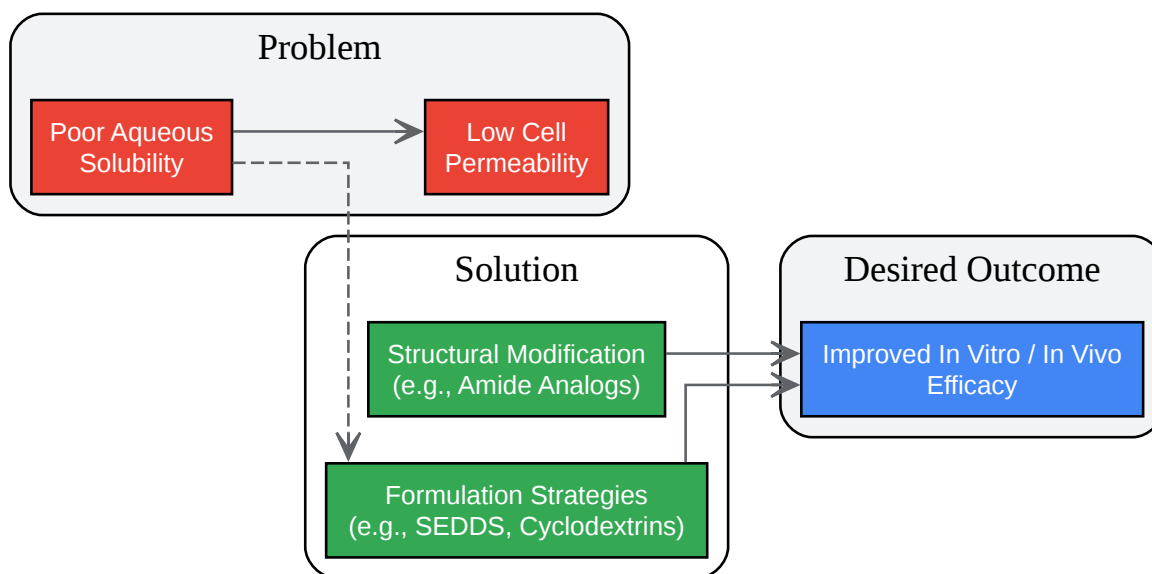 Problem
Poor Aqueous
Solubility
Low Cell
Permeability
Solution
Structural Modification
(e.g., Amide Analogs)
Formulation Strategies
(e.g., SEDDS, Cyclodextrins)
Desired Outcome
Improved In Vitro / In Vivo
Efficacy